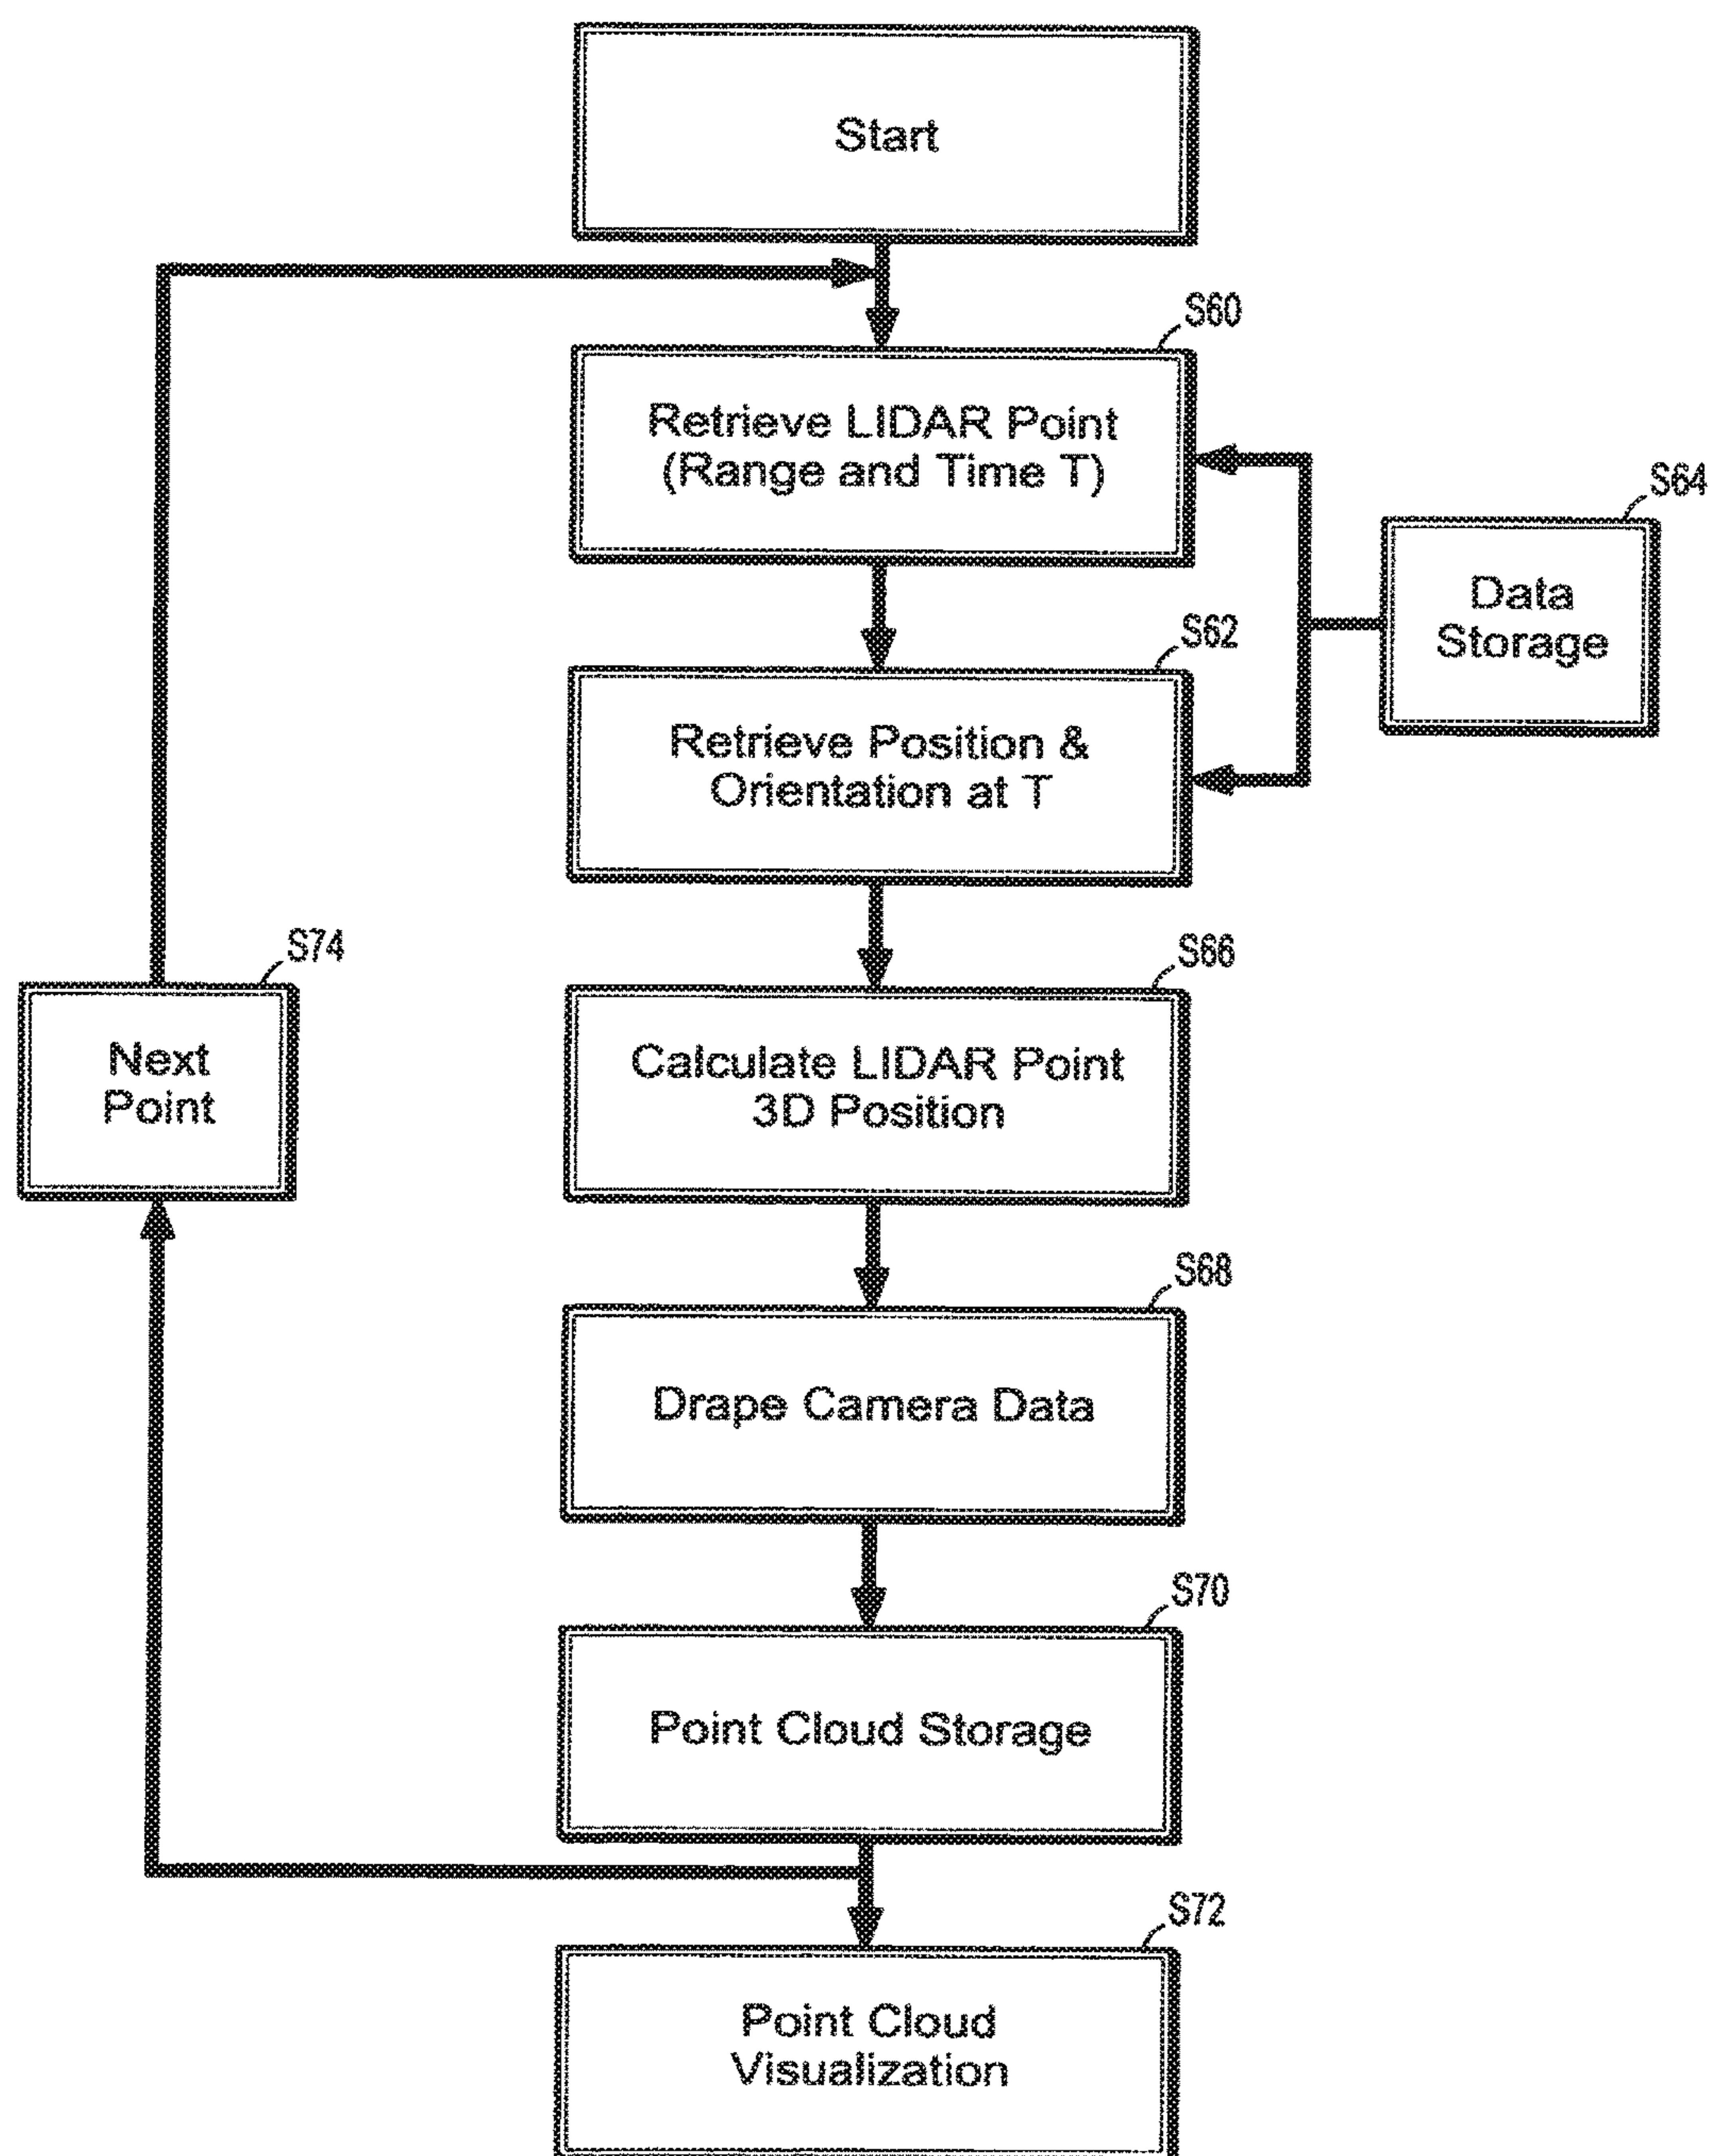 Start
S60
Retrieve LIDAR Point
(Range and Time T)
S64
Data
Storage
S62
Retrieve Position &
Orientation at T
S74
Next
Point
S66
Calculate LIDAR Point
3D Position
S68
Drape Camera Data
S70
Point Cloud Storage
S72
Point Cloud
Visualization